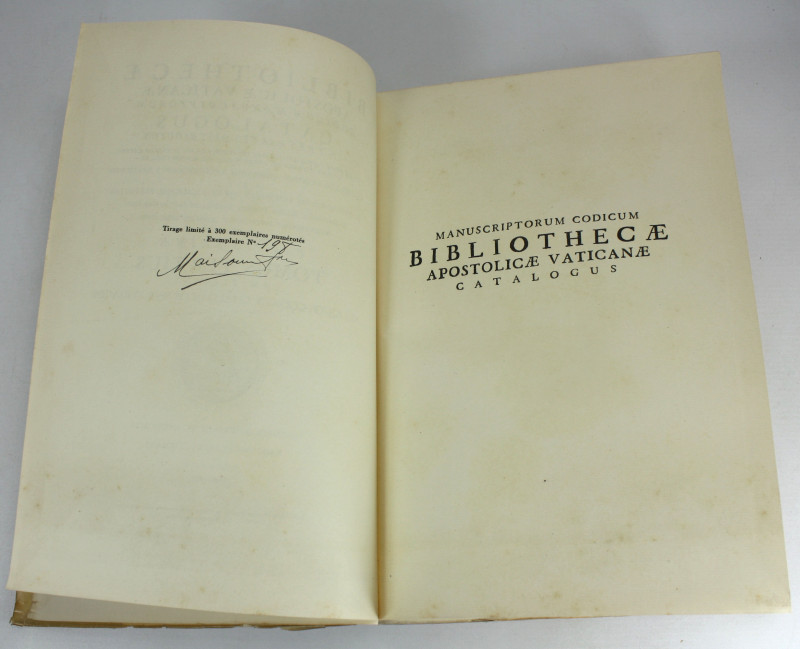 Tirage limité à 300 exemplaires numérotés
Exemplaire N°
MANUSCRIPTORUM CODICUM
BIBLIOTHECÆ
APOSTOLICÆ VATICANÆ
CATALOGUS